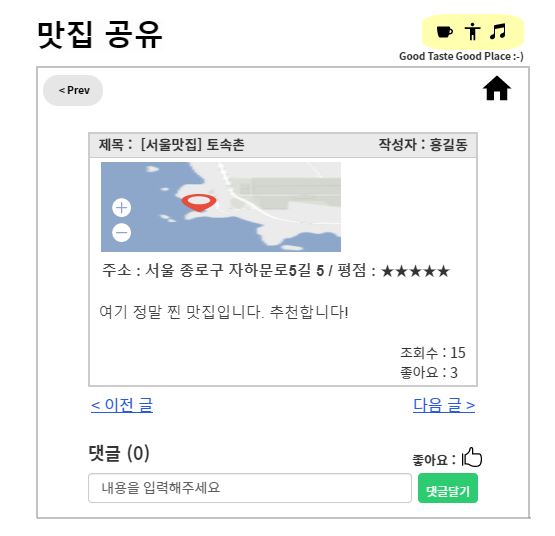 맛집 공유
Good Taste Good Place :-)
< Prev
제목 : [서울맛집] 토속촌 작성자 : 홍길동
주소 : 서울 종로구 자하문로5길 5 / 평점 : ★★★★★
여기 정말 찐 맛집입니다. 추천합니다!
조회수 : 15
좋아요 : 3
< 이전 글 다음 글 >
댓글 (0) 좋아요 :
내용을 입력해주세요 댓글달기